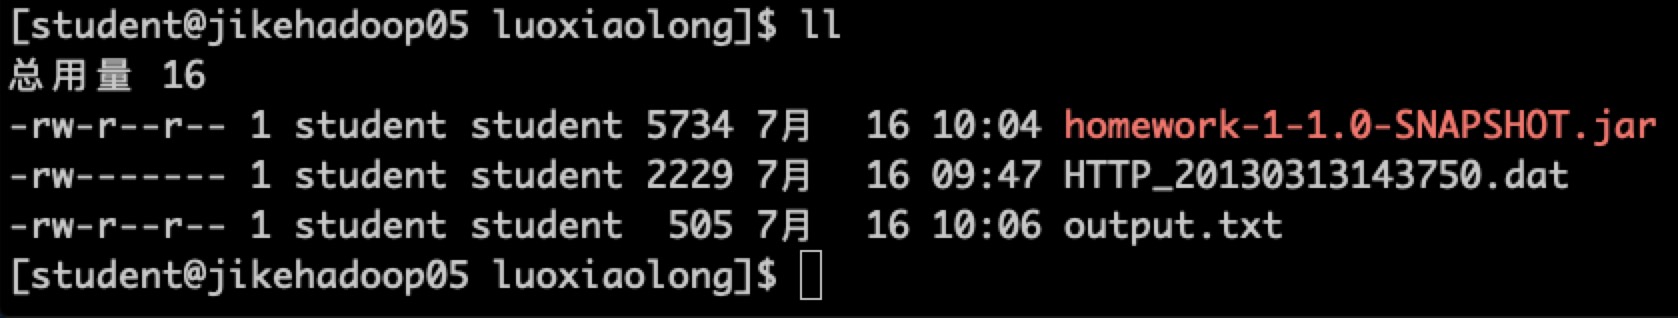 [student@jikehadoop05 luoxiaolong]$ ll
总用量 16
-rw-r--r-- 1 student student 5734 7月  16 10:04 homework-1-1.0-SNAPSHOT.jar
-rw------- 1 student student 2229 7月  16 09:47 HTTP_20130313143750.dat
-rw-r--r-- 1 student student  505 7月  16 10:06 output.txt
[student@jikehadoop05 luoxiaolong]$